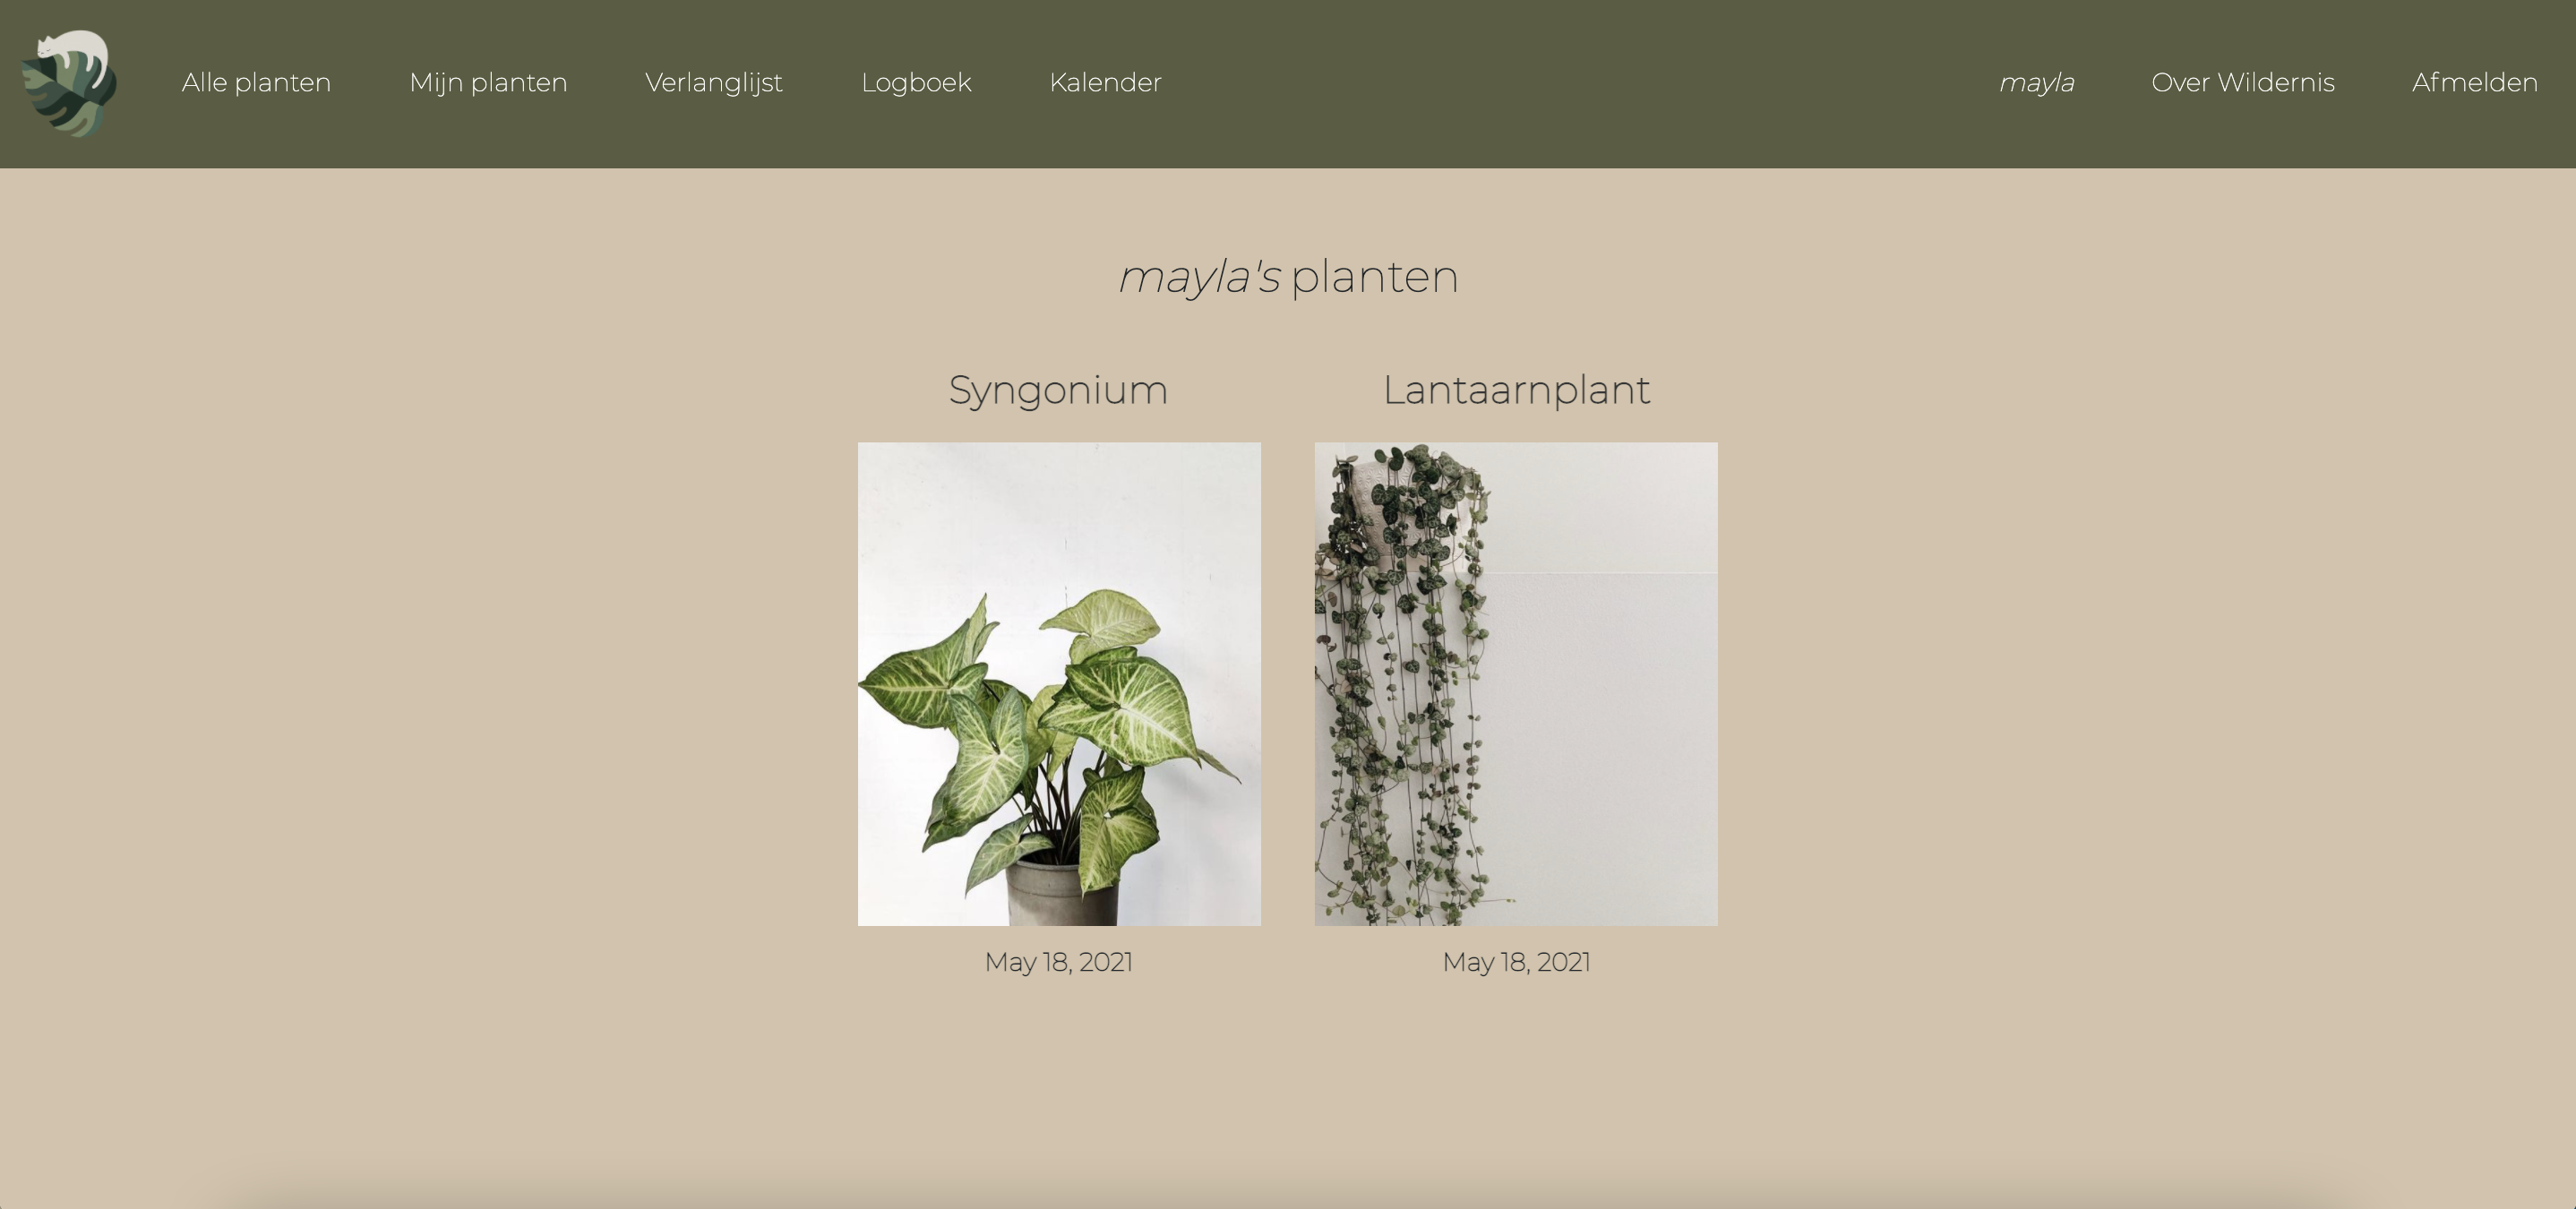 Alle planten Mijn planten Verlanglijst Logboek Kalender mayla Over Wildernis Afmelden
mayla's planten
Syngonium Lantaarnplant
May 18, 2021 May 18, 2021